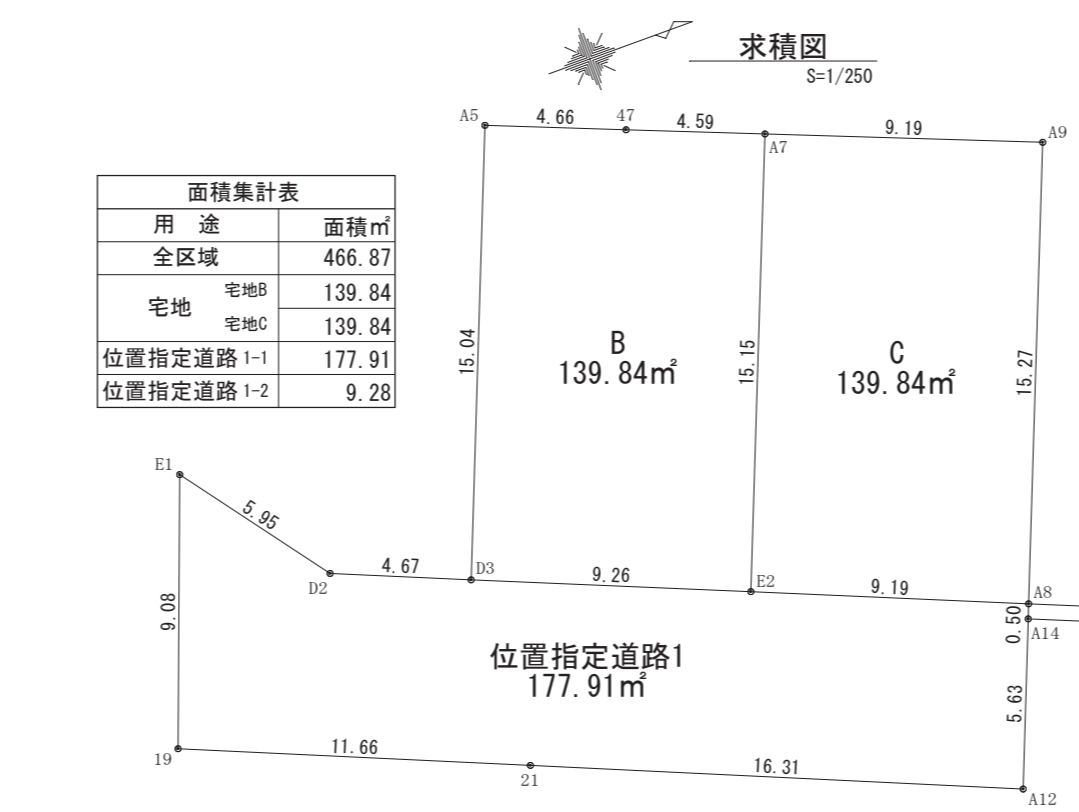 求積図
S=1/250
A5
4.66
47
4.59
A7
9.19
A9
面積集計表
用　途 面積㎡
全区域 466.87
宅地 宅地B 139.84
宅地C 139.84
位置指定道路1-1 177.91
位置指定道路1-2 9.28
15.04
B
139.84㎡
15.15
C
139.84㎡
15.27
E1
5.95
D2
4.67
D3
9.26
E2
9.19
A8
0.50
A14
9.08
位置指定道路1
177.91㎡
5.63
19
11.66
21
16.31
A12